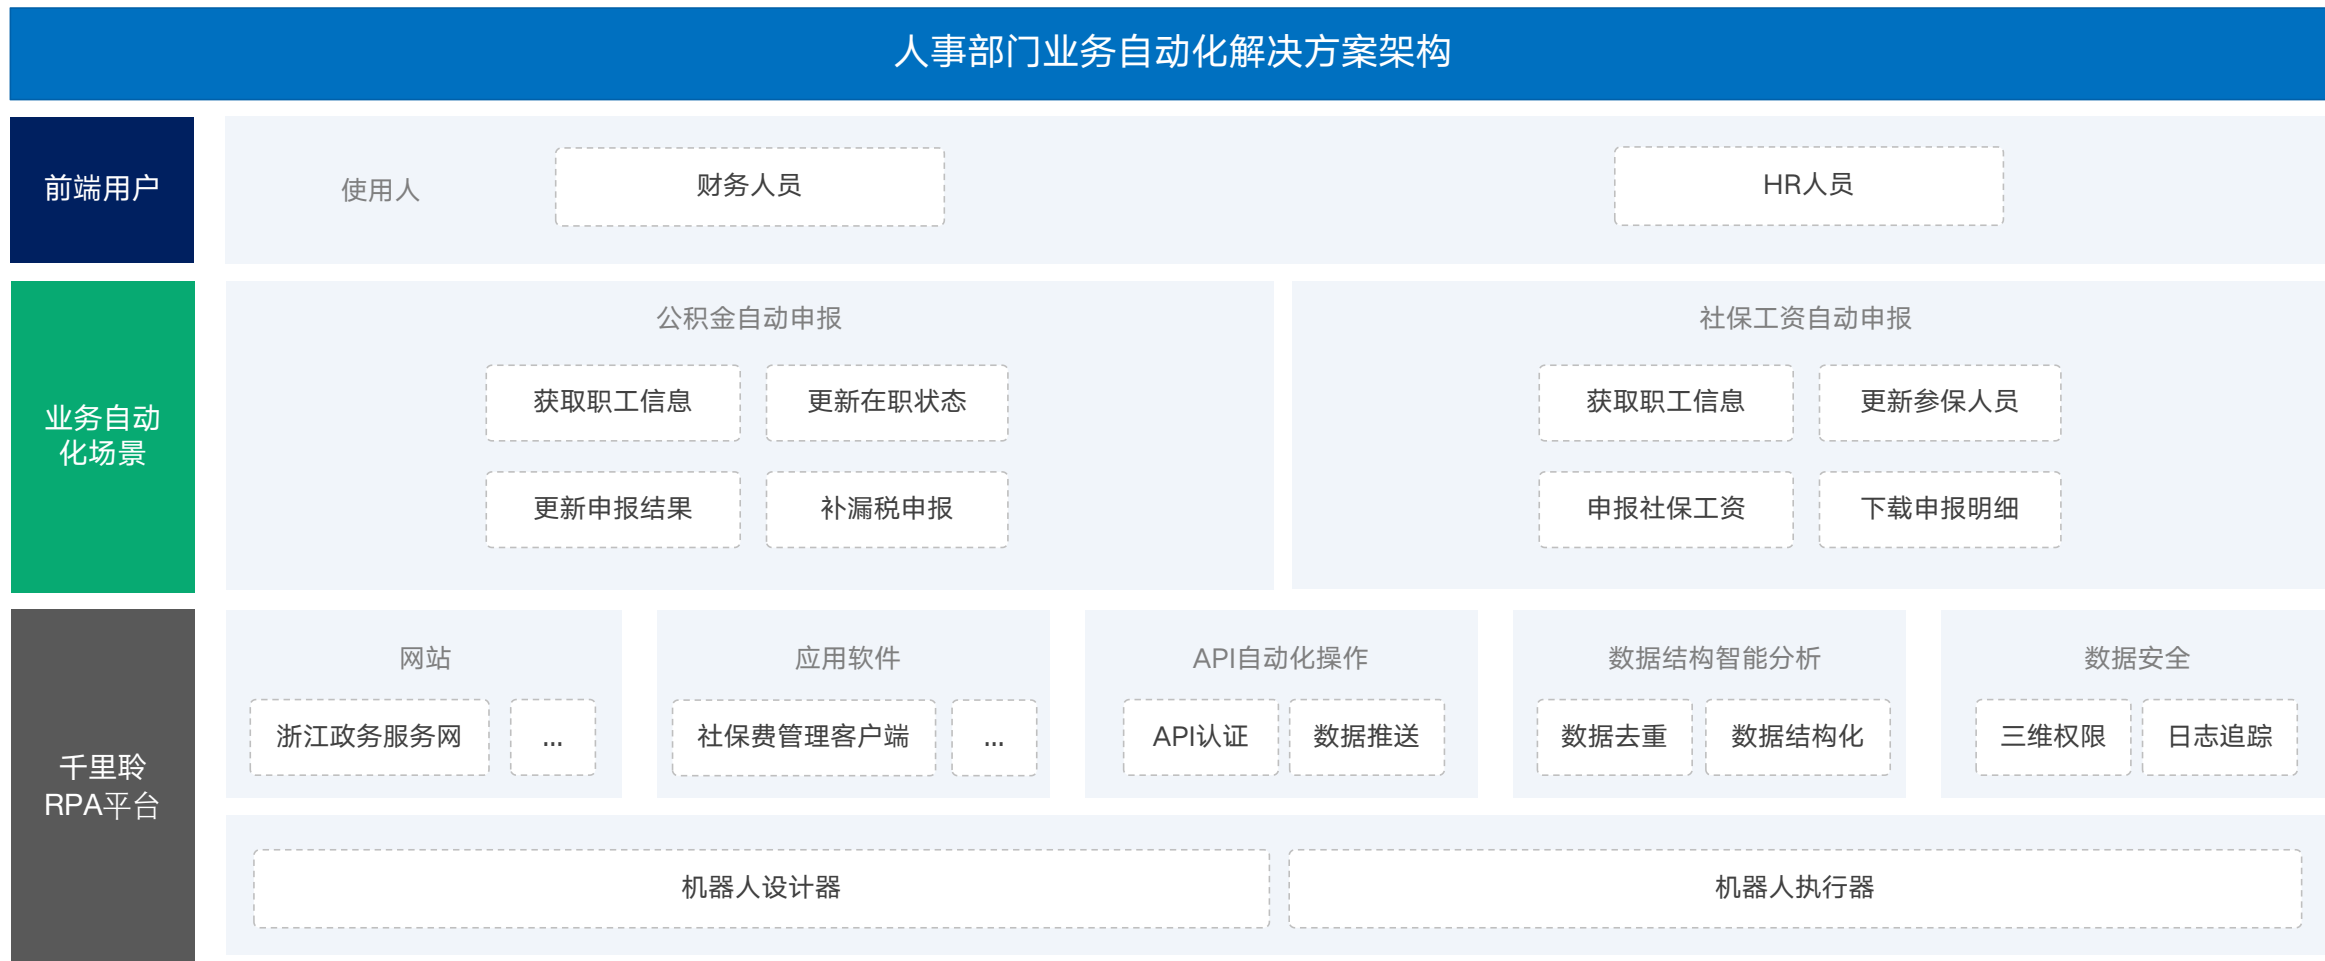 人事部门业务自动化解决方案架构
前端用户
使用人
财务人员
HR人员
业务自动
化场景
公积金自动申报
获取职工信息
更新在职状态
更新申报结果
补漏税申报
社保工资自动申报
获取职工信息
更新参保人员
申报社保工资
下载申报明细
千里聆
RPA平台
网站
浙江政务服务网
...
应用软件
社保费管理客户端
...
API自动化操作
API认证
数据推送
数据结构智能分析
数据去重
数据结构化
数据安全
三维权限
日志追踪
机器人设计器
机器人执行器